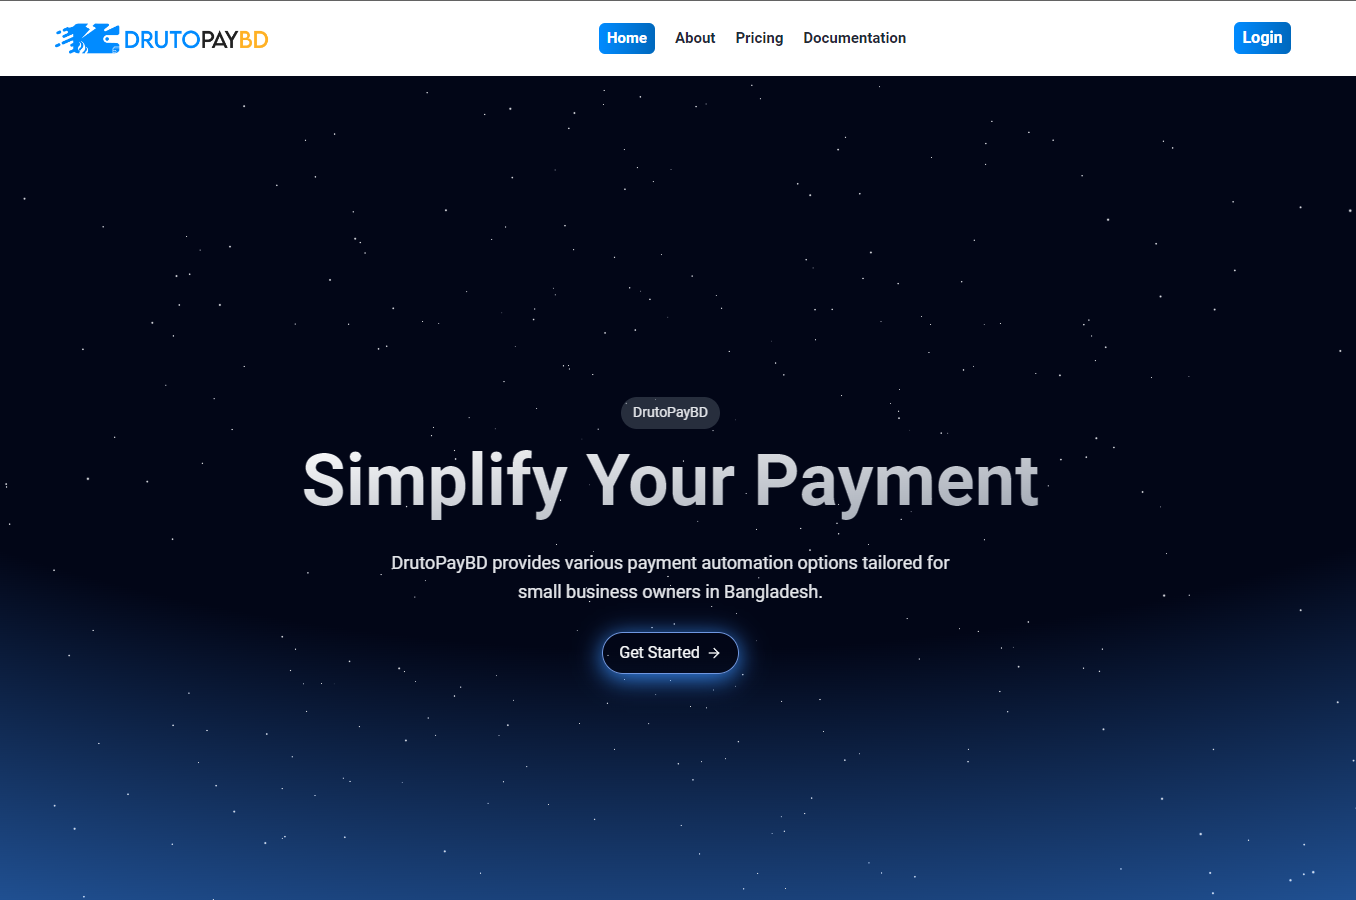 DRUTOPAYBD
Home
About
Pricing
Documentation
Login
DrutoPayBD
Simplify Your Payment
DrutoPayBD provides various payment automation options tailored for
small business owners in Bangladesh.
Get Started →